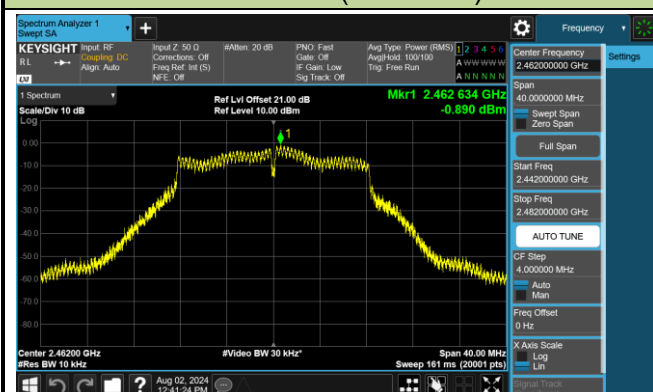 Spectrum Analyzer 1
Swept SA
+
Frequency
KEYSIGHT
RL
LXI
Input: RF
Coupling: DC
Align: Auto
Input Z: 50 Ω
Corrections: Off
Freq Ref: Int (S)
NFE: Off
#Atten: 20 dB
PNO: Fast
Gate: Off
IF Gain: Low
Sig Track: Off
Avg Type: Power (RMS)
Avg|Hold: 100/100
Trig: Free Run
1 2 3 4 5 6
A W W W W W
A N N N N N
1 Spectrum
Scale/Div 10 dB
Log
Ref Lvl Offset 21.00 dB
Ref Level 10.00 dBm
Mkr1 2.462 634 GHz
-0.890 dBm
1
0.00
-10.0
-20.0
-30.0
-40.0
-50.0
-60.0
-70.0
-80.0
Center 2.46200 GHz
#Res BW 10 kHz
#Video BW 30 kHz*
Span 40.00 MHz
Sweep 161 ms (20001 pts)
Center Frequency
2.462000000 GHz
Settings
Span
40.0000000 MHz
Swept Span
Zero Span
Full Span
Start Freq
2.442000000 GHz
Stop Freq
2.482000000 GHz
AUTO TUNE
CF Step
4.000000 MHz
Auto
Man
Freq Offset
0 Hz
X Axis Scale
Log
Lin
Signal Track
?
Aug 02, 2024
12:41:24 PM